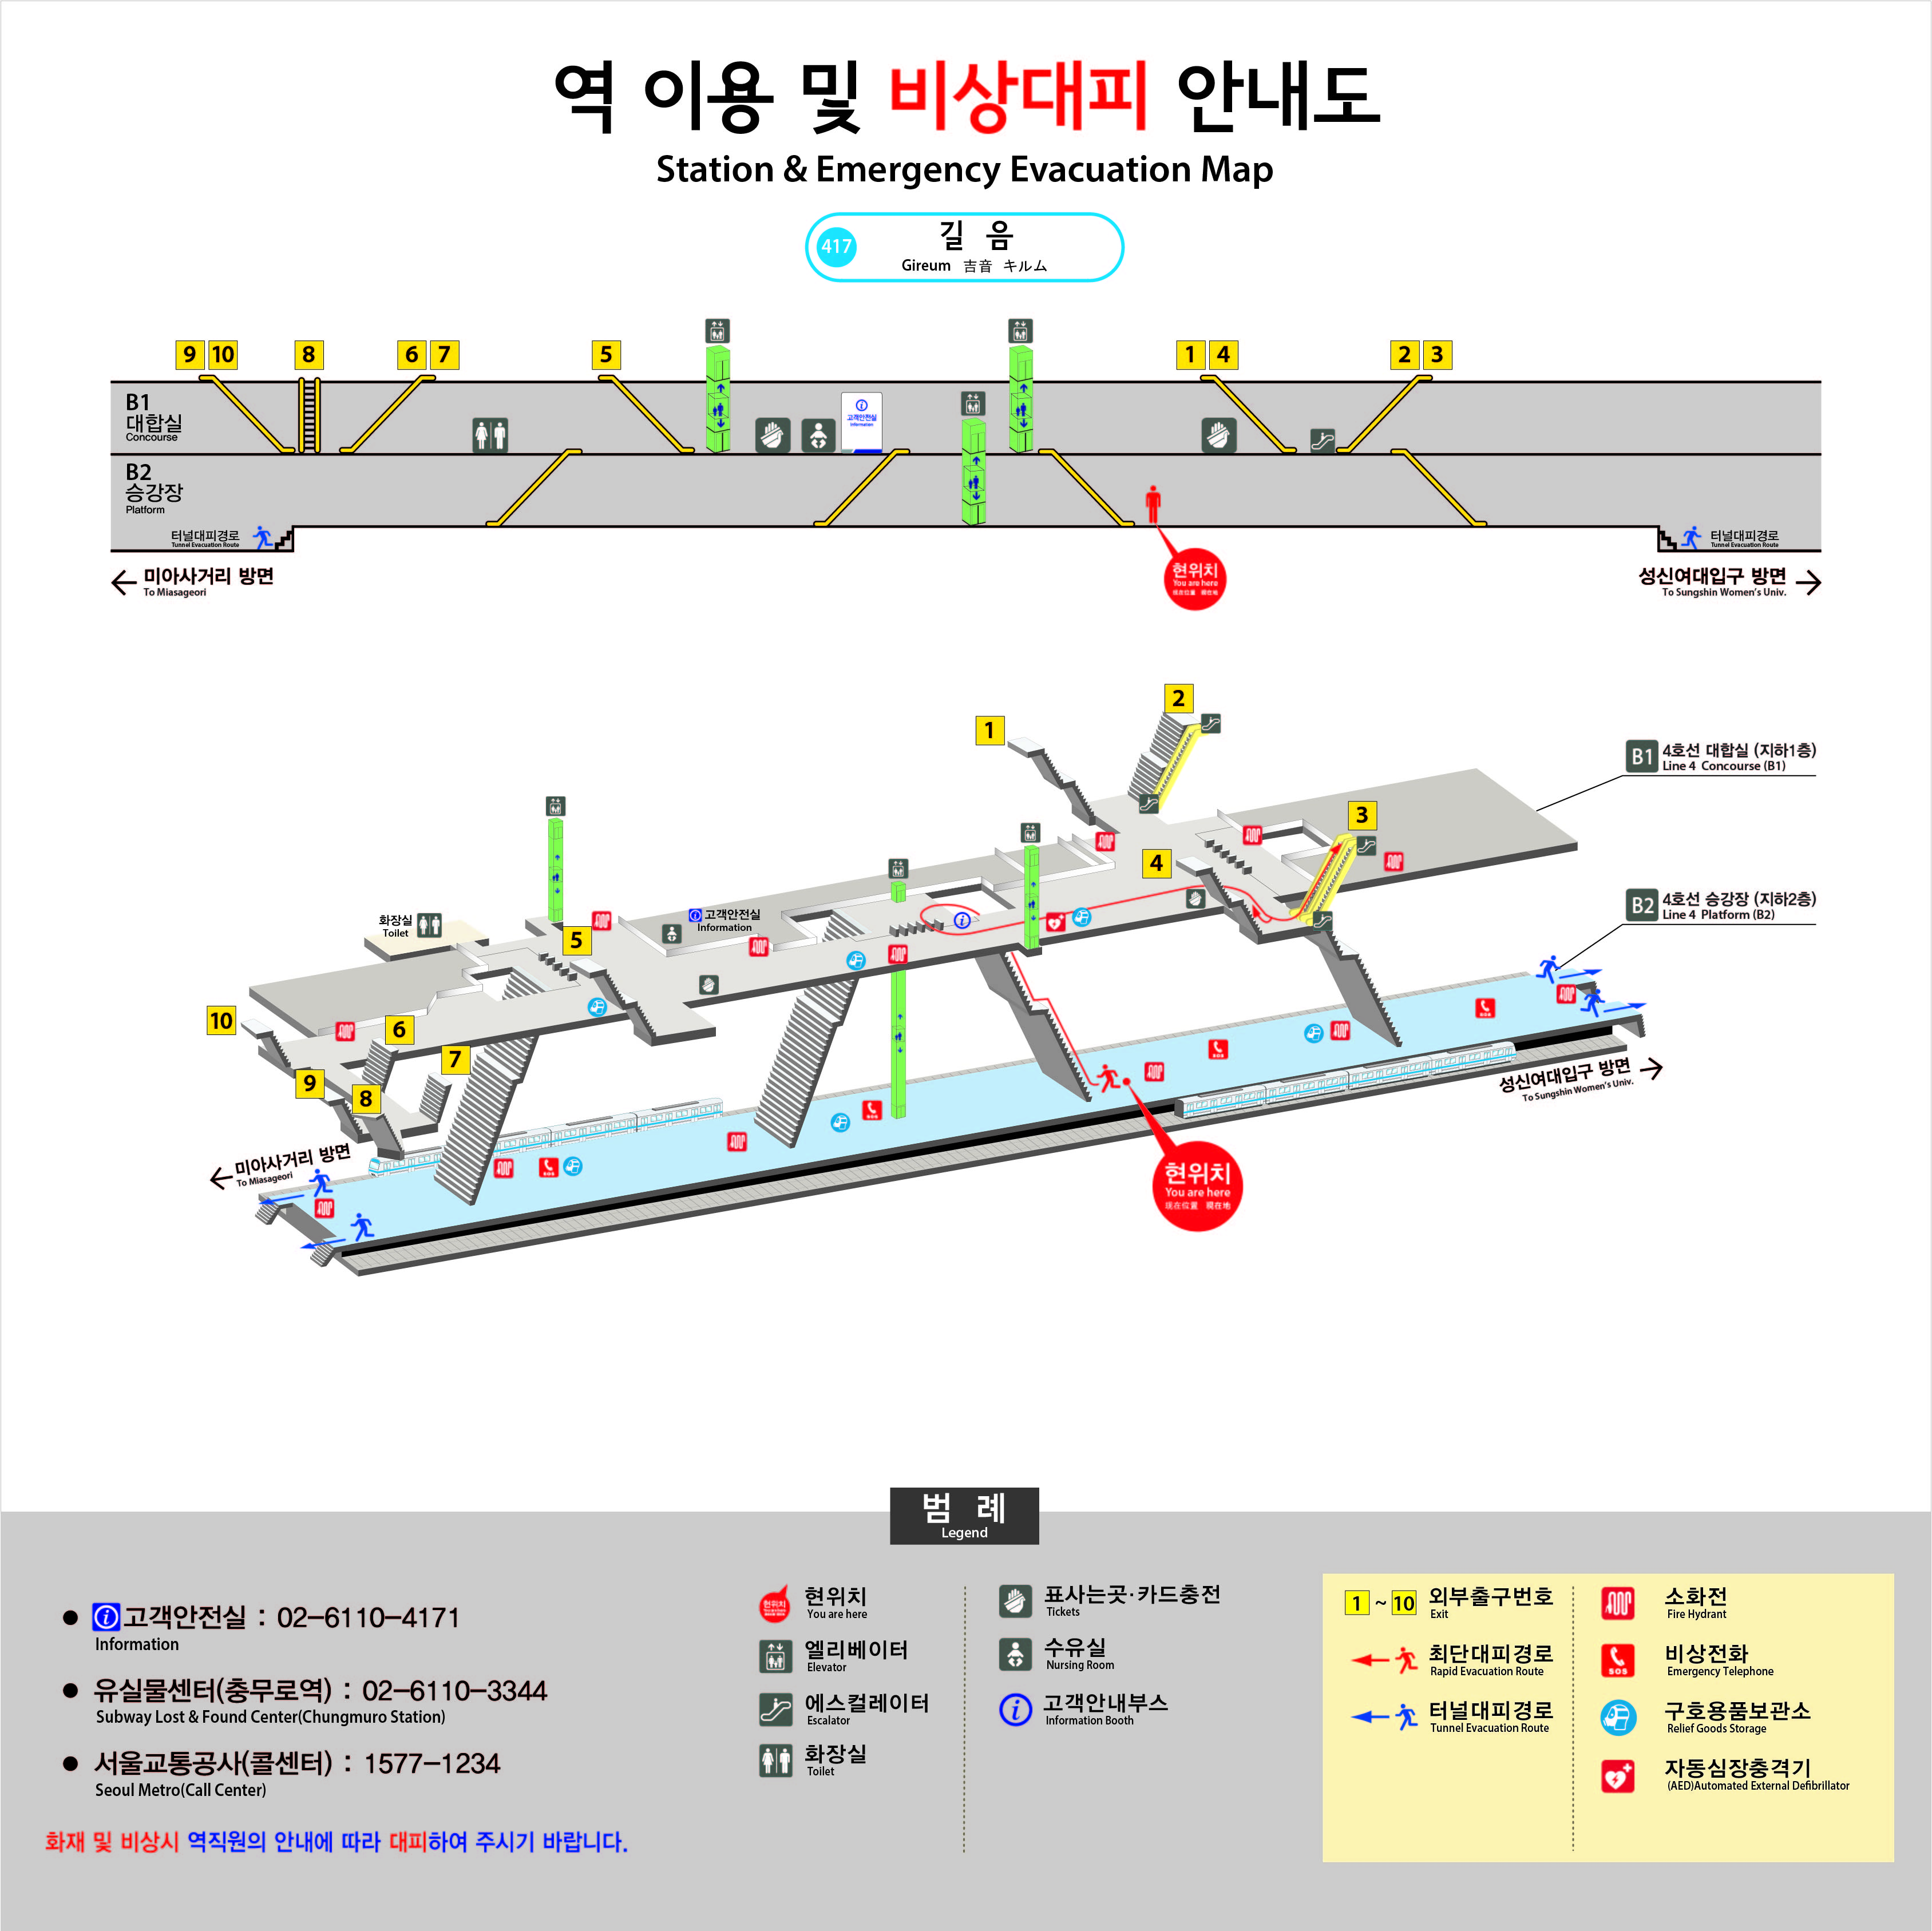 역 이용 및 비상대피 안내도
Station & Emergency Evacuation Map
417
길 음
Gireum 吉音 キルム
9 10
8
6 7
5
1 4
2 3
B1
대합실
Concourse
고객안전실
Information
B2
승강장
Platform
터널대피경로
Tunnel Evacuation Route
터널대피경로
Tunnel Evacuation Route
현위치
You are here
现在位置 現在地
미아사거리 방면
To Miasageori
성신여대입구 방면
To Sungshin Women's Univ.
2
1
B1 4호선 대합실 (지하1층)
Line 4 Concourse (B1)
3
4
B2 4호선 승강장 (지하2층)
Line 4 Platform (B2)
화장실
Toilet
고객안전실
Information
5
10
6
7
9
8
SOS
SOS
SOS
SOS
성신여대입구 방면
To Sungshin Women's Univ.
미아사거리 방면
To Miasageori
현위치
You are here
现在位置 現在地
범 례
Legend
고객안전실 : 02-6110-4171
Information
유실물센터(충무로역) : 02-6110-3344
Subway Lost & Found Center(Chungmuro Station)
서울교통공사(콜센터) : 1577-1234
Seoul Metro(Call Center)
화재 및 비상시 역직원의 안내에 따라 대피하여 주시기 바랍니다.
현위치
현위치
You are here
엘리베이터
Elevator
에스컬레이터
Escalator
화장실
Toilet
표사는곳·카드충전
Tickets
수유실
Nursing Room
고객안내부스
Information Booth
1 ~ 10 외부출구번호
Exit
최단대피경로
Rapid Evacuation Route
터널대피경로
Tunnel Evacuation Route
소화전
Fire Hydrant
SOS
비상전화
Emergency Telephone
구호용품보관소
Relief Goods Storage
자동심장충격기
(AED)Automated External Defibrillator